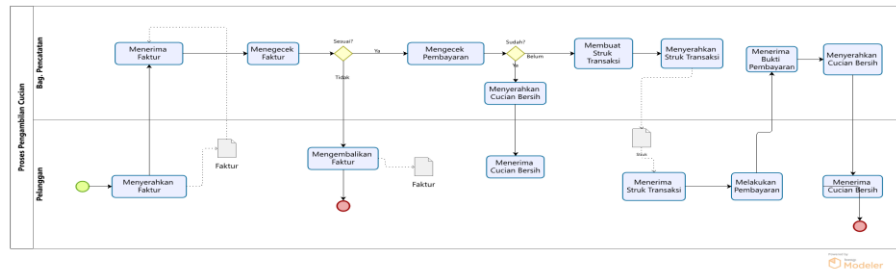 Proses Pengambilan Cucian
Bag. Pencatatan
Menerima
Faktur
Menegecek
Faktur
Sesuai?
Ya
Tidak
Mengecek
Pembayaran
Sudah?
Belum
Ya
Membuat
Struk
Transaksi
Menyerahkan
Struk Transaksi
Menerima
Bukti
Pembayaran
Menyerahkan
Cucian Bersih
Menyerahkan
Cucian Bersih
Pelanggan
Menyerahkan
Faktur
Faktur
Mengembalikan
Faktur
Faktur
Menerima
Cucian Bersih
Menerima
Struk Transaksi
Melakukan
Pembayaran
Menerima
Cucian Bersih
Modeler